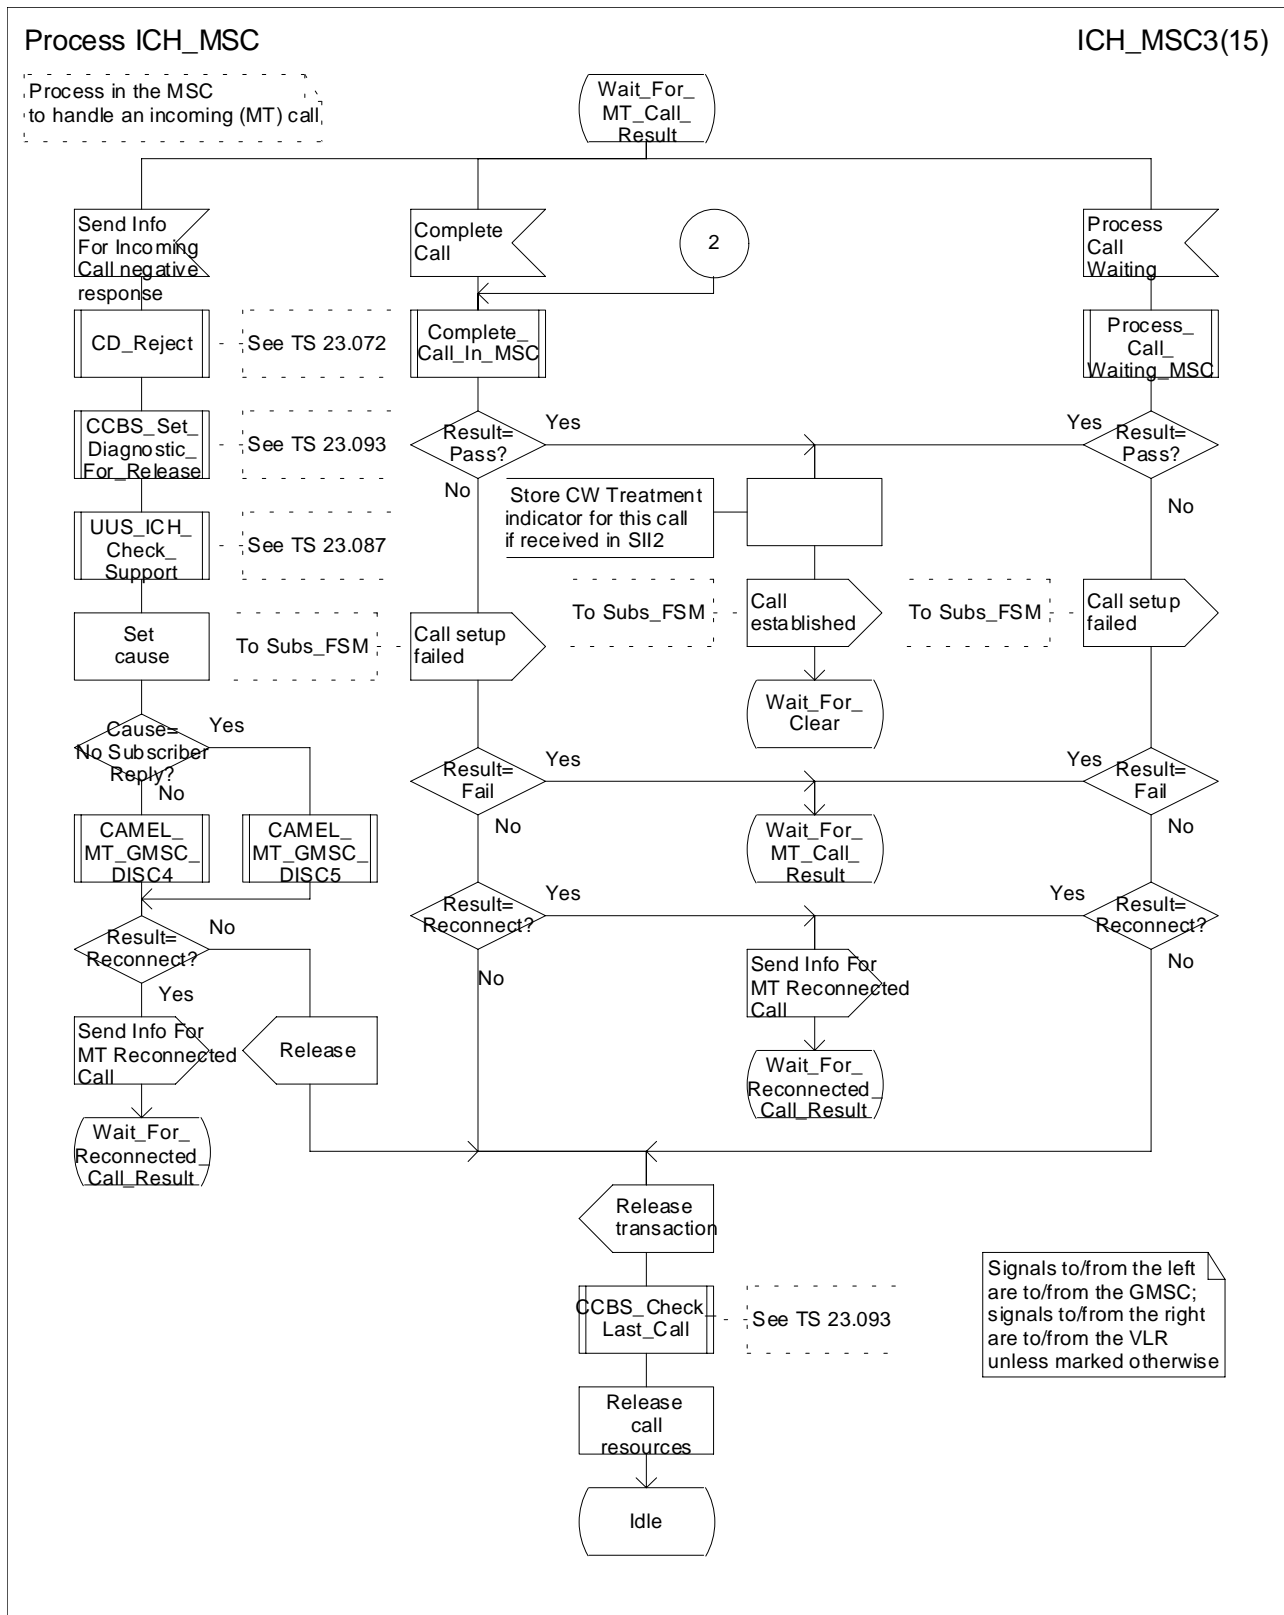 Process ICH_MSC
ICH_MSC3(15)
Process in the MSC
to handle an incoming (MT) call
Wait_For_
MT_Call_
Result
Send Info
For Incoming
Call negative
response
Complete
Call
2
Process
Call
Waiting
CD_Reject
See TS 23.072
Complete_
Call_In_MSC
Process_
Call_
Waiting_MSC
CCBS_Set_
Diagnostic_
For_Release
See TS 23.093
Result=
Pass?
Yes
No
Yes
Result=
Pass?
No
Store CW Treatment
indicator for this call
if received in SII2
UUS_ICH_
Check_
Support
See TS 23.087
Set
cause
To Subs_FSM
Call setup
failed
To Subs_FSM
Call
established
To Subs_FSM
Call setup
failed
Wait_For_
Clear
Cause=
No Subscriber
Reply?
Yes
No
Result=
Fail
Yes
No
Yes
Result=
Fail
No
CAMEL_
MT_GMSC_
DISC4
CAMEL_
MT_GMSC_
DISC5
Wait_For_
MT_Call_
Result
Result=
Reconnect?
No
Yes
Result=
Reconnect?
Yes
No
Yes
Result=
Reconnect?
No
Send Info For
MT Reconnected
Call
Release
Send Info For
MT Reconnected
Call
Wait_For_
Reconnected_
Call_Result
Wait_For_
Reconnected_
Call_Result
Release
transaction
CCBS_Check_
Last_Call
See TS 23.093
Signals to/from the left
are to/from the GMSC;
signals to/from the right
are to/from the VLR
unless marked otherwise
Release
call
resources
Idle